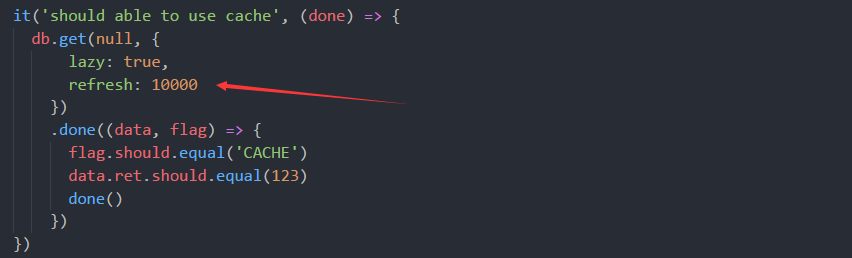 it('should able to use cache', (done) => {
db.get(null, {
lazy: true,
refresh: 10000
})
.done((data, flag) => {
flag.should.equal('CACHE')
data.ret.should.equal(123)
done()
})
})